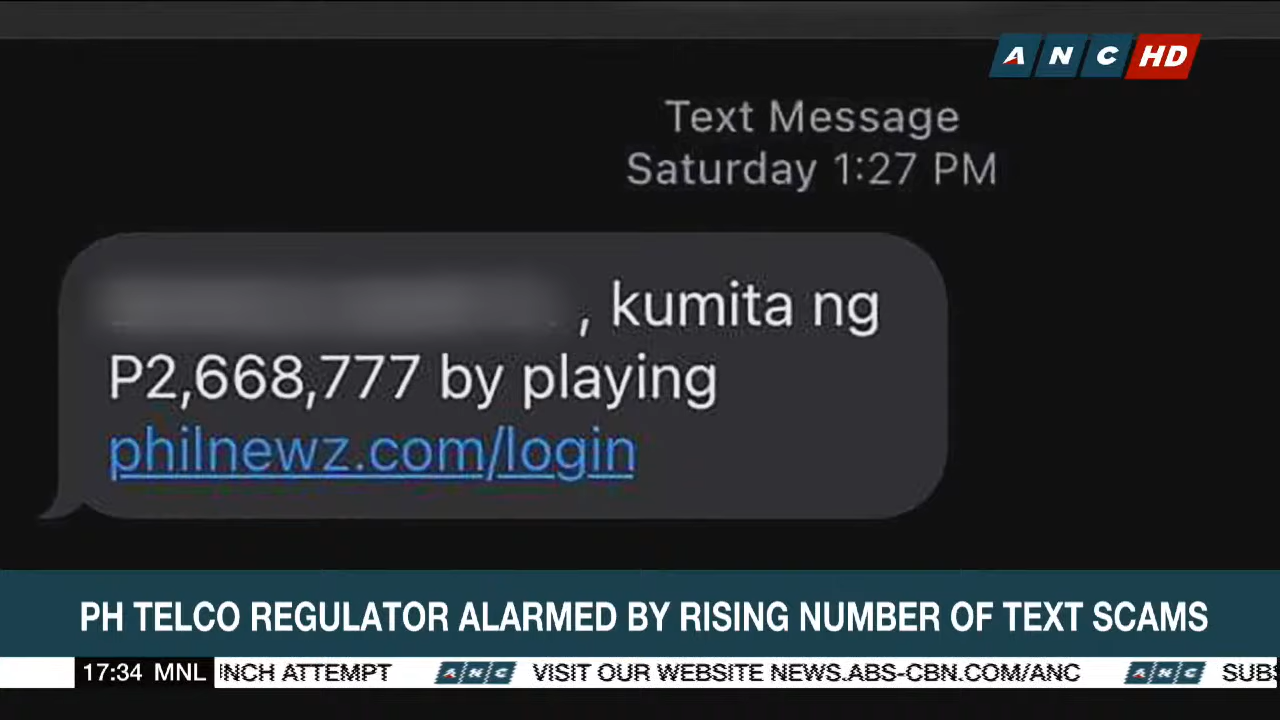 ANC HD
Text Message
Saturday 1:27 PM
, kumita ng
P2,668,777 by playing
philnewz.com/login
PH TELCO REGULATOR ALARMED BY RISING NUMBER OF TEXT SCAMS
17:34 MNL INCH ATTEMPT ANC VISIT OUR WEBSITE NEWS.ABS-CBN.COM/ANC ANC